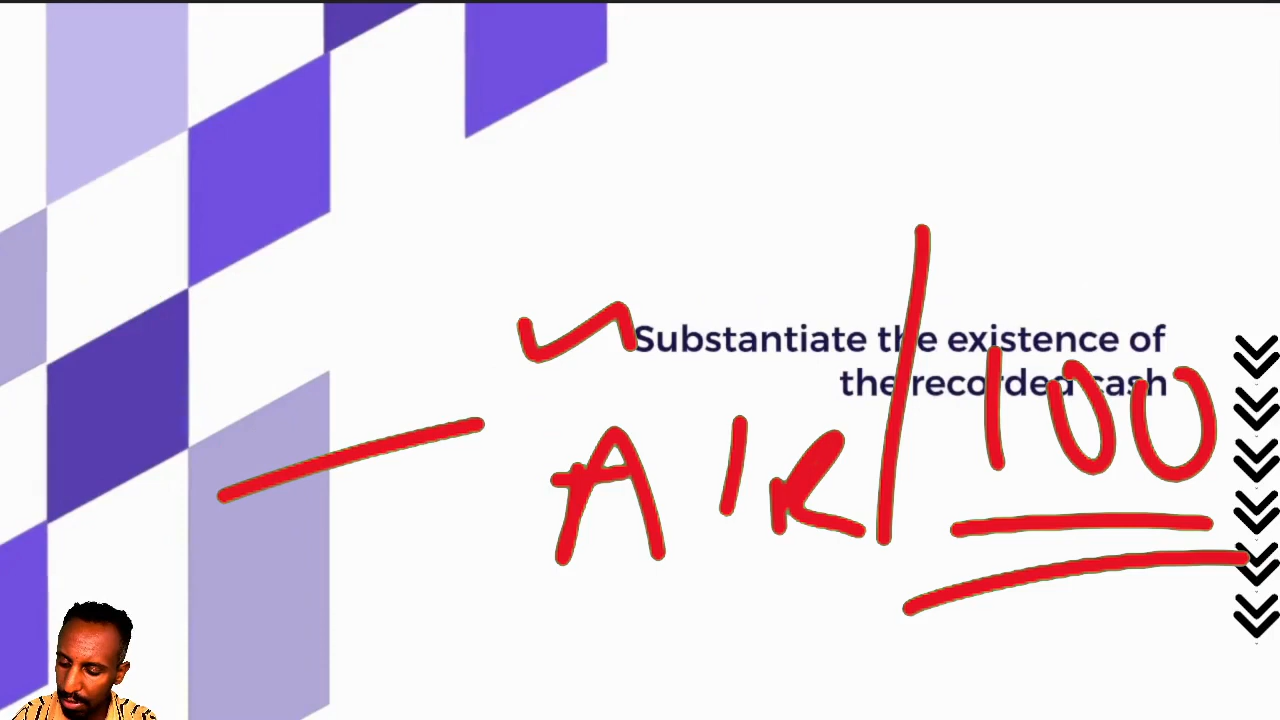 Substantiate the existence of
the recorded cash
A/R/100